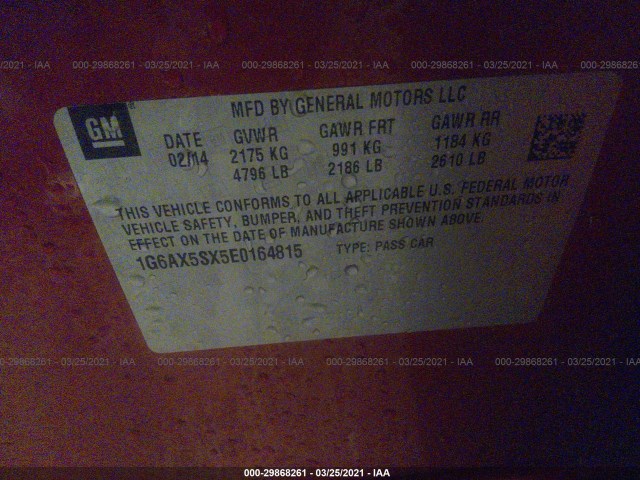 000-29868261 - 03/25/2021 - IAA
GM
MFD BY GENERAL MOTORS LLC
DATE GVWR GAWR FRT GAWR RR
02/14 2175 KG 991 KG 1184 KG
4796 LB 2186 LB 2610 LB
THIS VEHICLE CONFORMS TO ALL APPLICABLE U.S. FEDERAL MOTOR
VEHICLE SAFETY, BUMPER, AND THEFT PREVENTION STANDARDS IN
EFFECT ON THE DATE OF MANUFACTURE SHOWN ABOVE.
1G6AX5SX5E0164815 TYPE: PASS CAR
000-29868261 - 03/25/2021 - IAA
000-29868261 - 03/25/2021 - IAA